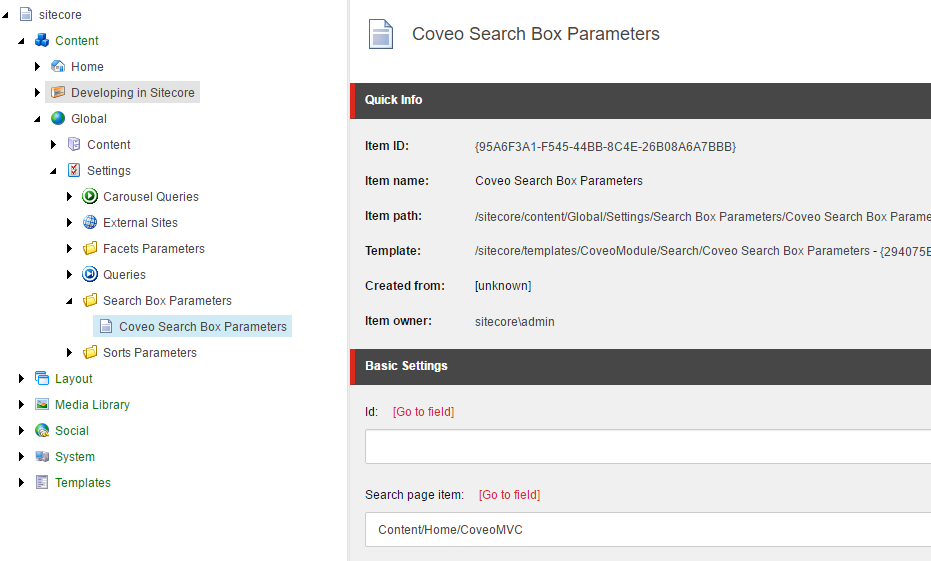 sitecore
Content
Home
Developing in Sitecore
Global
Content
Settings
Carousel Queries
External Sites
Facets Parameters
Queries
Search Box Parameters
Coveo Search Box Parameters
Sorts Parameters
Layout
Media Library
Social
System
Templates
Coveo Search Box Parameters
Quick Info
Item ID: {95A6F3A1-F545-44BB-8C4E-26B08A6A7BBB}
Item name: Coveo Search Box Parameters
Item path: /sitecore/content/Global/Settings/Search Box Parameters/Coveo Search Box Parame
Template: /sitecore/templates/CoveoModule/Search/Coveo Search Box Parameters - {294075E
Created from: [unknown]
Item owner: sitecore\admin
Basic Settings
Id: [Go to field]
Search page item: [Go to field]
Content/Home/CoveoMVC